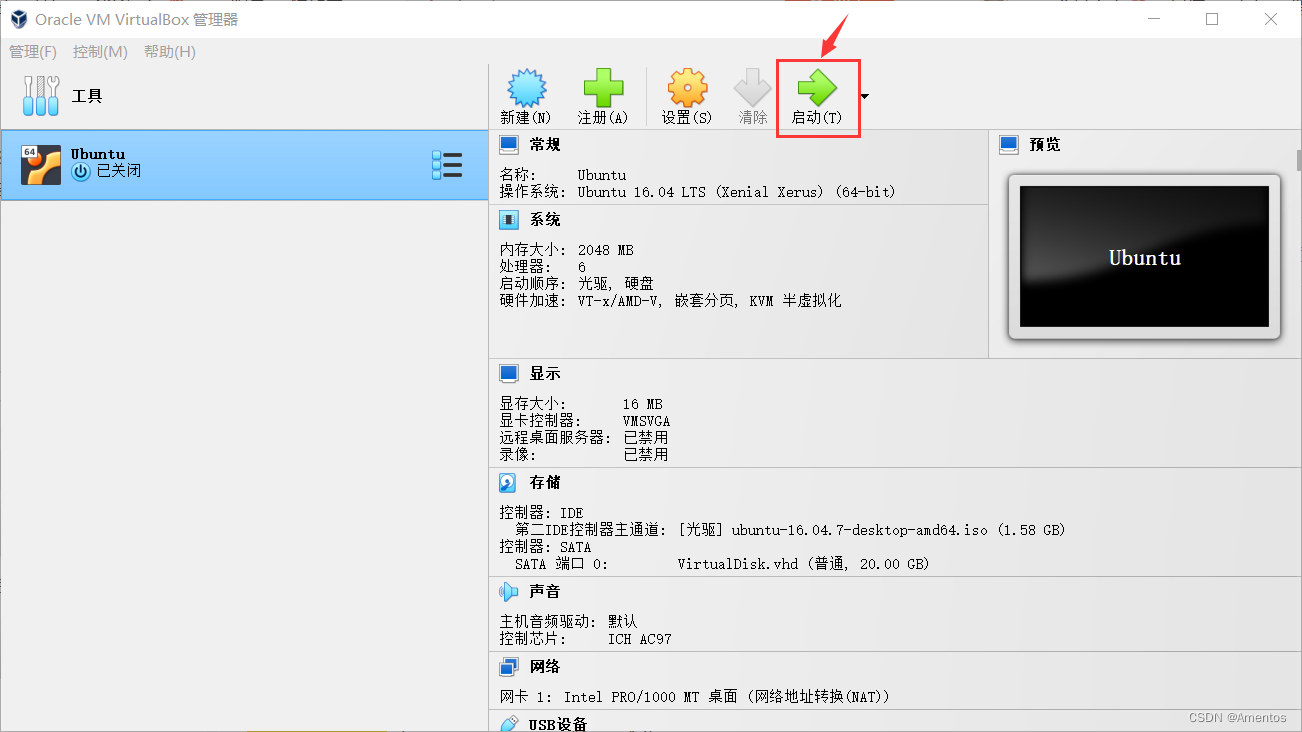 Oracle VM VirtualBox 管理器
管理(F) 控制(M) 帮助(H)
工具
新建(N) 注册(A) 设置(S) 清除 启动(T)
64
Ubuntu
已关闭
常规
名称: Ubuntu
操作系统: Ubuntu 16.04 LTS (Xenial Xerus) (64-bit)
预览
Ubuntu
系统
内存大小: 2048 MB
处理器: 6
启动顺序: 光驱, 硬盘
硬件加速: VT-x/AMD-V, 嵌套分页, KVM 半虚拟化
显示
显存大小: 16 MB
显卡控制器: VMSVGA
远程桌面服务器: 已禁用
录像: 已禁用
存储
控制器: IDE
第二IDE控制器主通道: [光驱] ubuntu-16.04.7-desktop-amd64.iso (1.58 GB)
控制器: SATA
SATA 端口 0: VirtualDisk.vhd (普通, 20.00 GB)
声音
主机音频驱动: 默认
控制芯片: ICH AC97
网络
网卡 1: Intel PRO/1000 MT 桌面 (网络地址转换(NAT))
USB设备
CSDN @Amentos